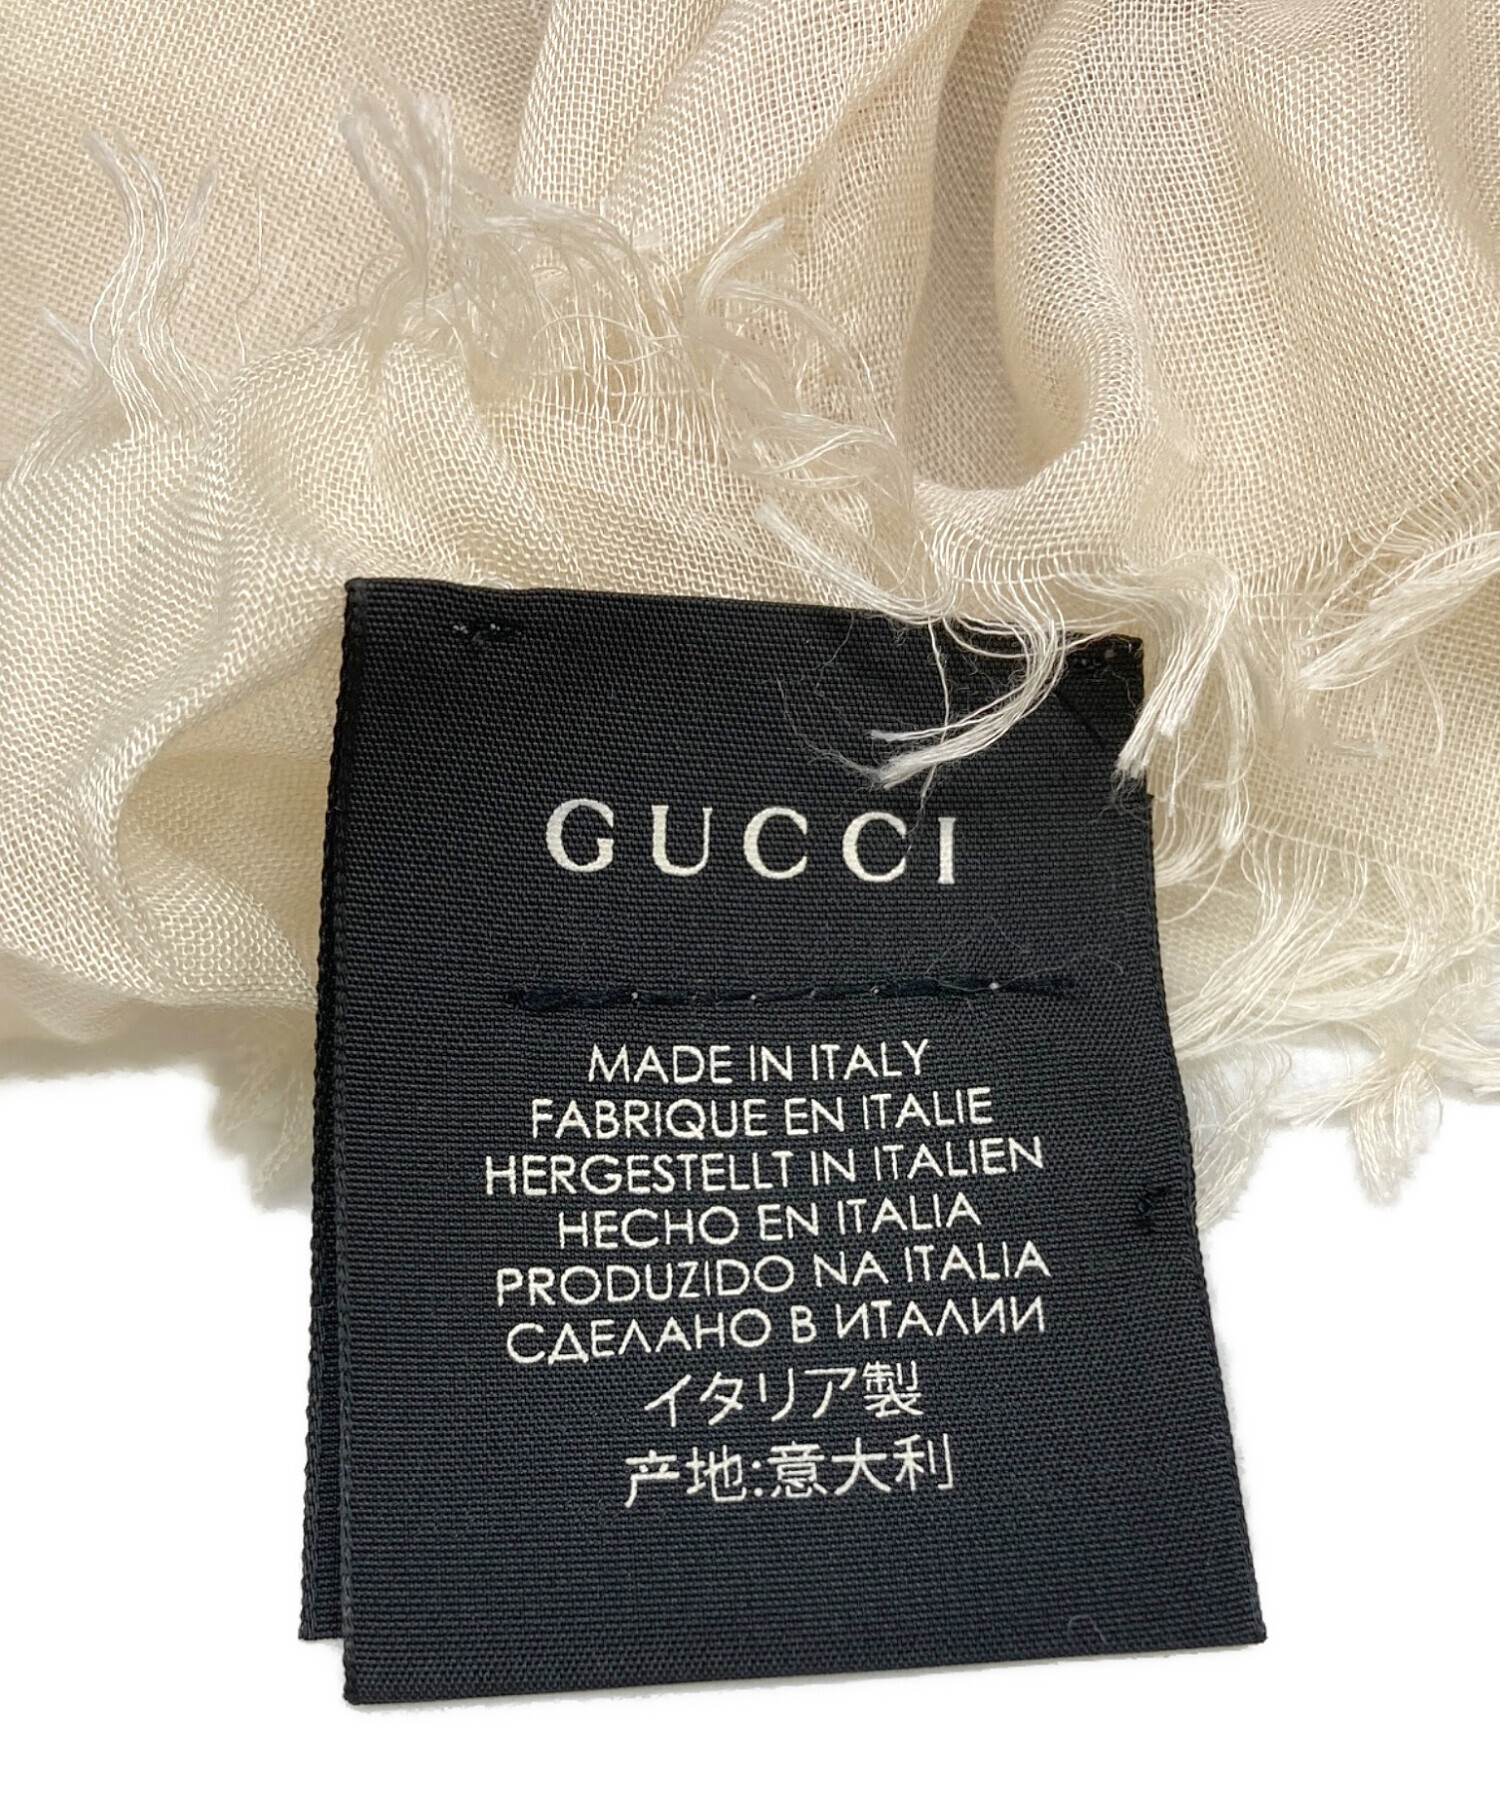 GUCCI
MADE IN ITALY
FABRIQUE EN ITALIE
HERGESTELLT IN ITALIEN
HECHO EN ITALIA
PRODUZIDO NA ITALIA
СДЕЛАНО В ИТАЛИИ
イタリア製
产地:意大利